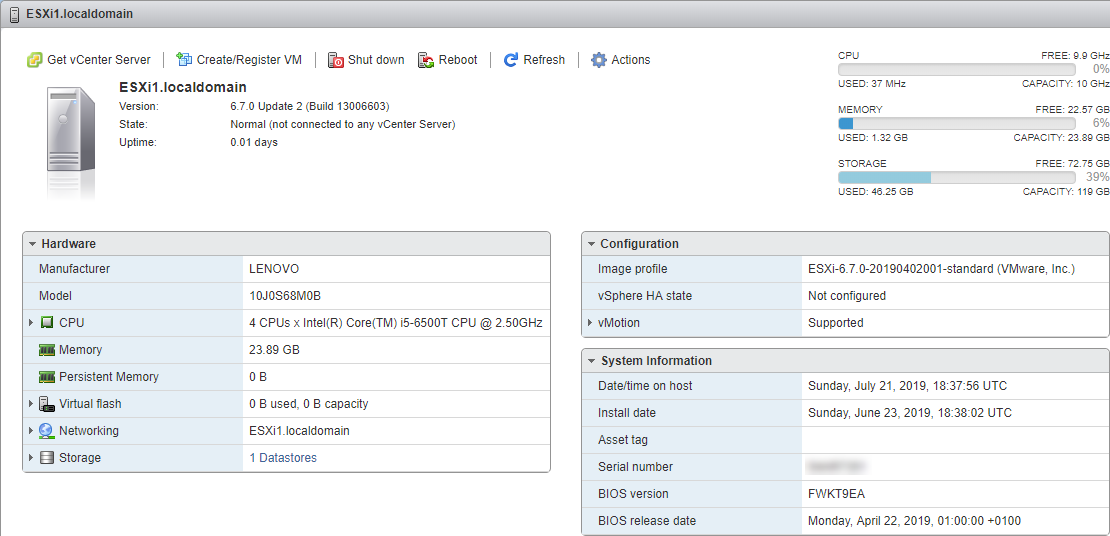 ESXi1.localdomain
Get vCenter Server Create/Register VM Shut down Reboot Refresh Actions
ESXi1.localdomain
Version: 6.7.0 Update 2 (Build 13006603)
State: Normal (not connected to any vCenter Server)
Uptime: 0.01 days
CPU FREE: 9.9 GHz
0%
USED: 37 MHz CAPACITY: 10 GHz
MEMORY FREE: 22.57 GB
6%
USED: 1.32 GB CAPACITY: 23.89 GB
STORAGE FREE: 72.75 GB
39%
USED: 46.25 GB CAPACITY: 119 GB
Hardware
Manufacturer LENOVO
Model 10J0S68M0B
CPU 4 CPUs x Intel(R) Core(TM) i5-6500T CPU @ 2.50GHz
Memory 23.89 GB
Persistent Memory 0 B
Virtual flash 0 B used, 0 B capacity
Networking ESXi1.localdomain
Storage 1 Datastores
Configuration
Image profile ESXi-6.7.0-20190402001-standard (VMware, Inc.)
vSphere HA state Not configured
vMotion Supported
System Information
Date/time on host Sunday, July 21, 2019, 18:37:56 UTC
Install date Sunday, June 23, 2019, 18:38:02 UTC
Asset tag
Serial number
BIOS version FWKT9EA
BIOS release date Monday, April 22, 2019, 01:00:00 +0100